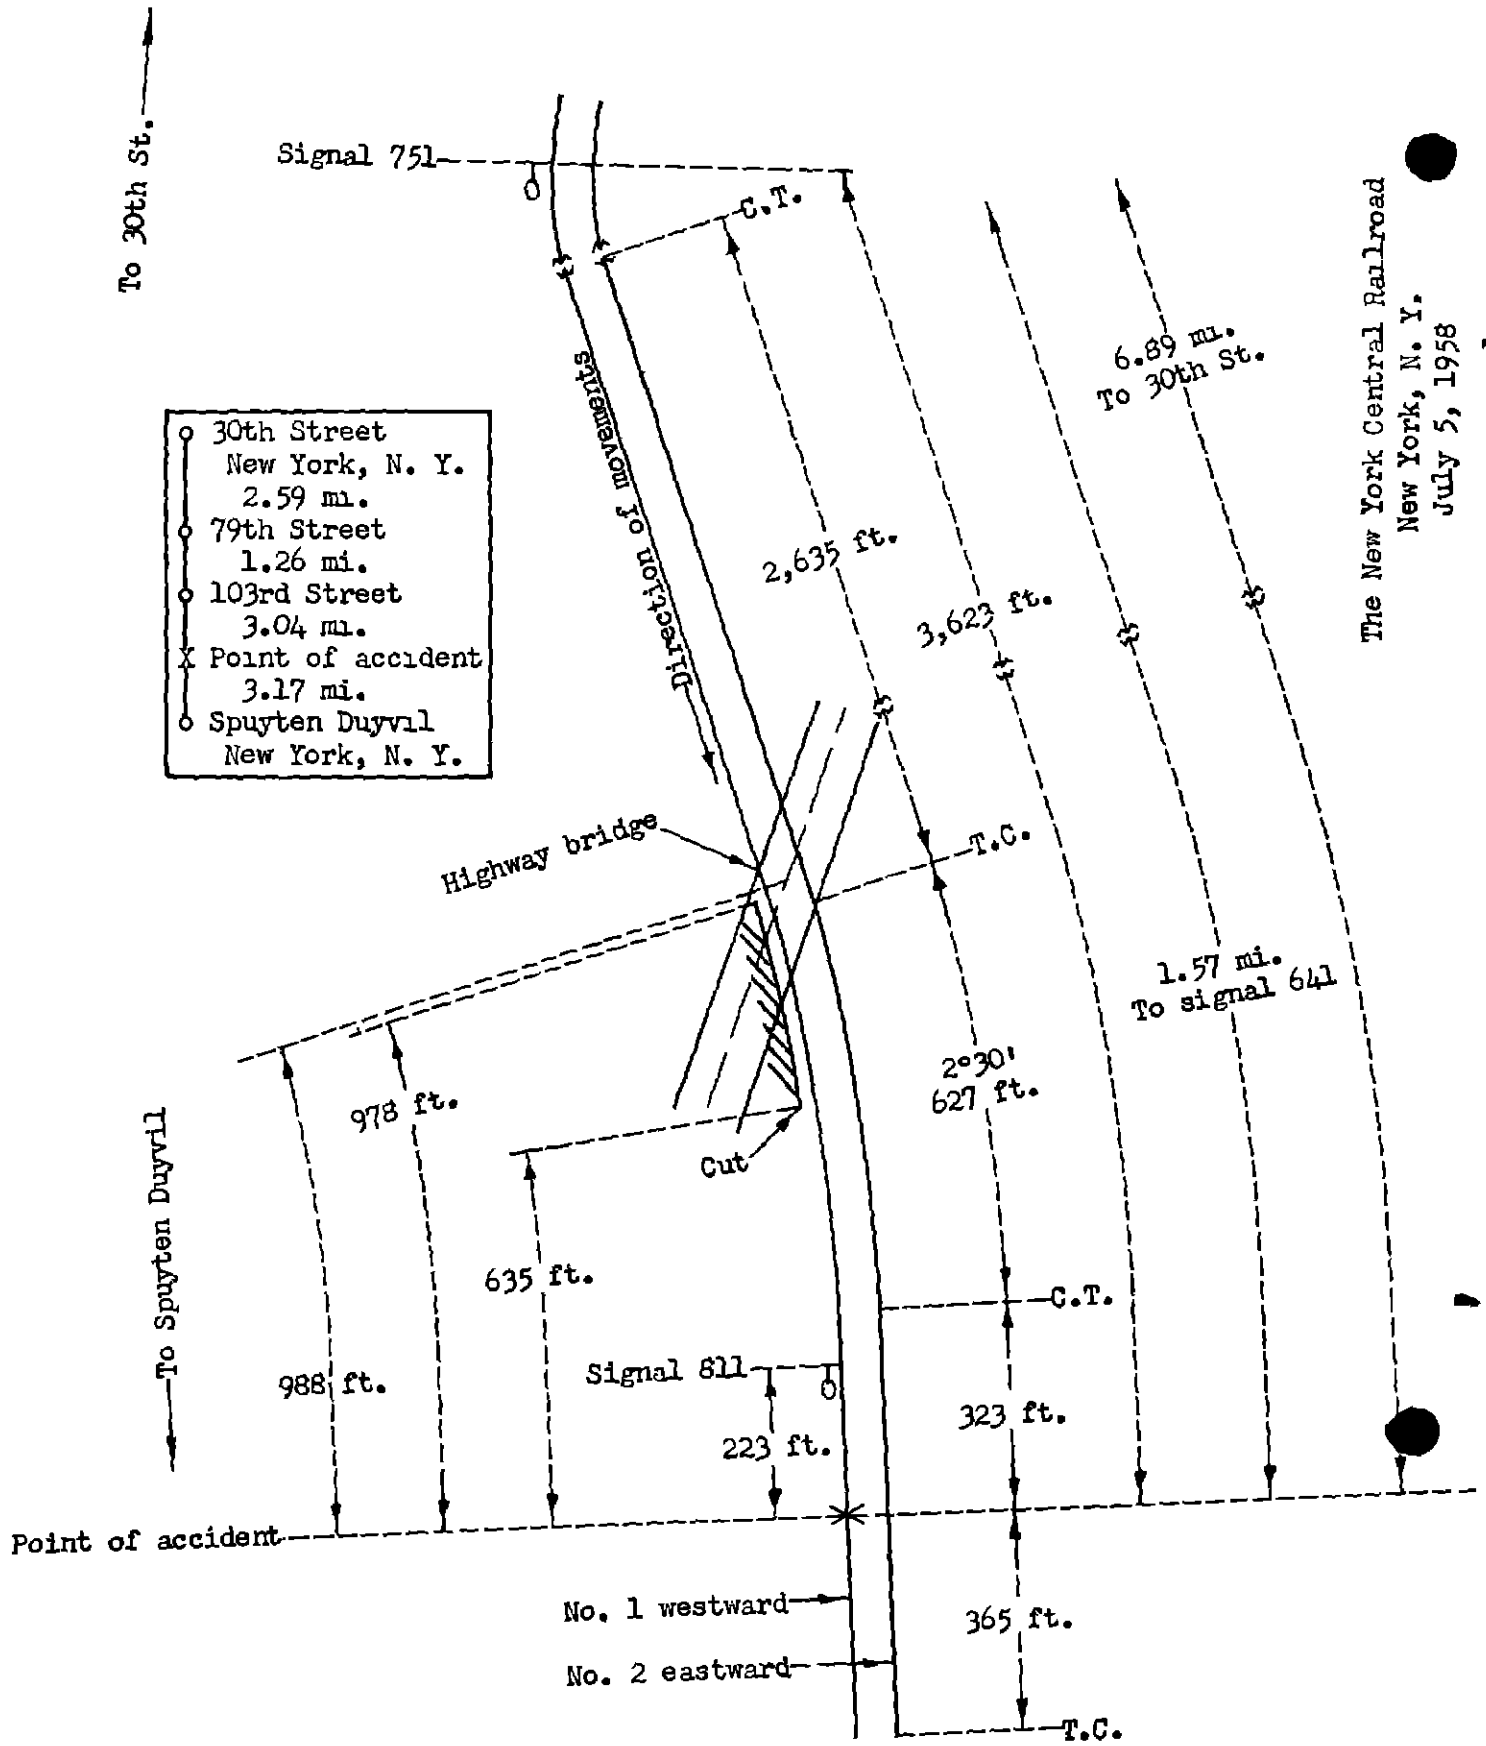 To 30th St.
Signal 751
C.T.
The New York Central Railroad
New York, N. Y.
July 5, 1958
6.89 mi.
To 30th St.
Direction of movements
30th Street
New York, N. Y.
2.59 mi.
79th Street
1.26 mi.
103rd Street
3.04 mi.
X Point of accident
3.17 mi.
Spuyten Duyvil
New York, N. Y.
2,635 ft.
3,623 ft.
Highway bridge
T.C.
1.57 mi.
To signal 641
2°30'
627 ft.
978 ft.
Cut
To Spuyten Duyvil
635 ft.
C.T.
988 ft.
Signal 811
323 ft.
223 ft.
Point of accident
No. 1 westward
365 ft.
No. 2 eastward
T.C.